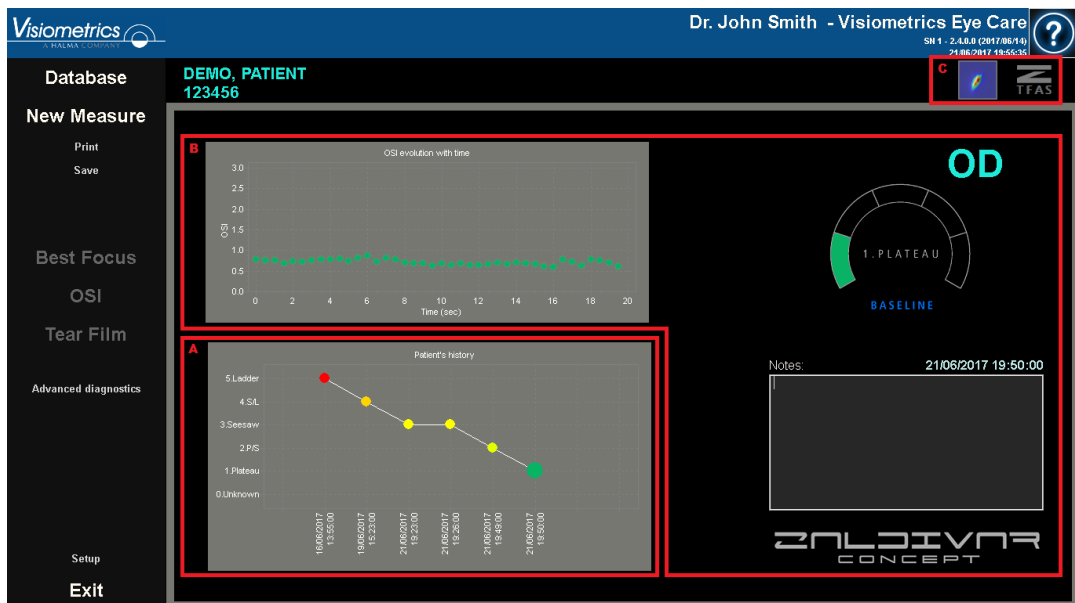 Visiometrics
A HALMA COMPANY
Dr. John Smith - Visiometrics Eye Care
SN 1 - 2.4.0.0 (2017/06/14)
21/06/2017 19:55:35
?
Database
New Measure
Print
Save
Best Focus
OSI
Tear Film
Advanced diagnostics
Setup
Exit
DEMO, PATIENT
123456
C
TFAS
B
OSI evolution with time
OSI
3.0
2.5
2.0
1.5
1.0
0.5
0.0
0 2 4 6 8 10 12 14 16 18 20
Time (sec)
OD
1.PLATEAU
BASELINE
A
Patient's history
5.Ladder
4.S/L
3.Seesaw
2.P/S
1.Plateau
0.Unknown
16/06/2017 13:55:00
19/06/2017 15:23:00
21/06/2017 19:23:00
21/06/2017 19:26:00
21/06/2017 19:49:00
21/06/2017 19:50:00
Notes: 21/06/2017 19:50:00
ZALDIVAR
CONCEPT